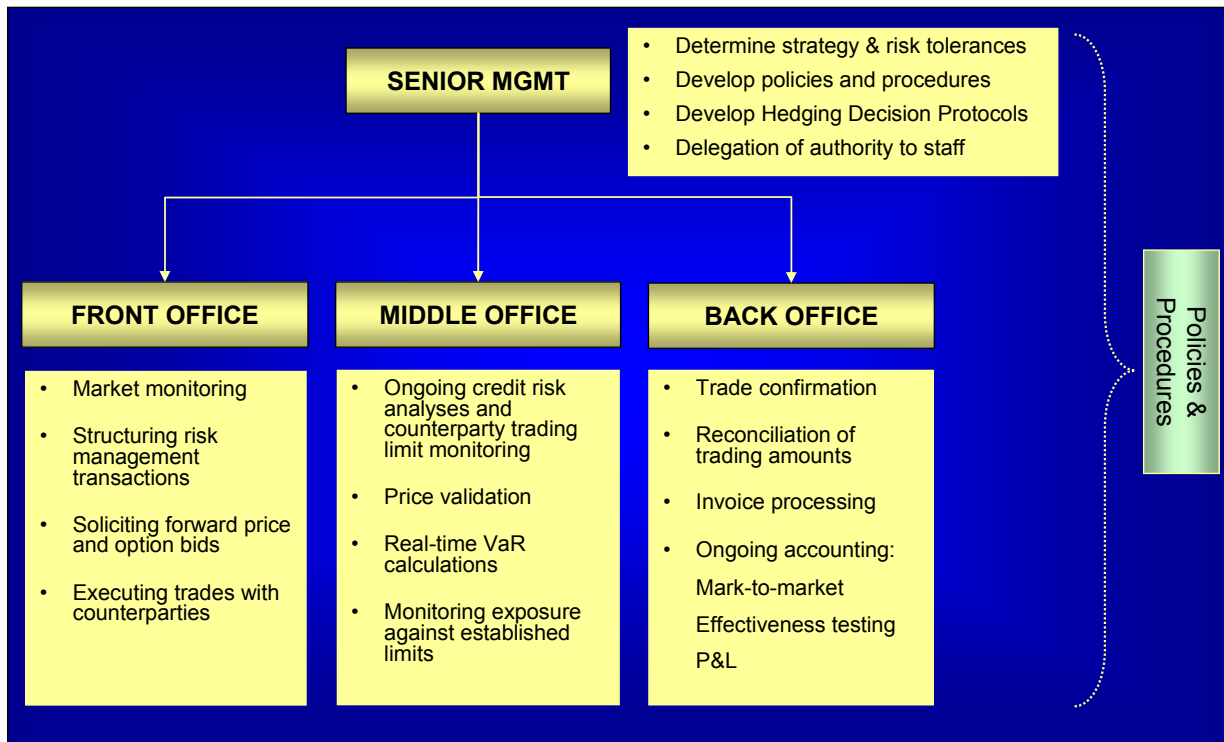 SENIOR MGMT
• Determine strategy & risk tolerances
• Develop policies and procedures
• Develop Hedging Decision Protocols
• Delegation of authority to staff
FRONT OFFICE
• Market monitoring
• Structuring risk
management
transactions
• Soliciting forward price
and option bids
• Executing trades with
counterparties
MIDDLE OFFICE
• Ongoing credit risk
analyses and
counterparty trading
limit monitoring
• Price validation
• Real-time VaR
calculations
• Monitoring exposure
against established
limits
BACK OFFICE
• Trade confirmation
• Reconciliation of
trading amounts
• Invoice processing
• Ongoing accounting:
Mark-to-market
Effectiveness testing
P&L
Policies &
Procedures